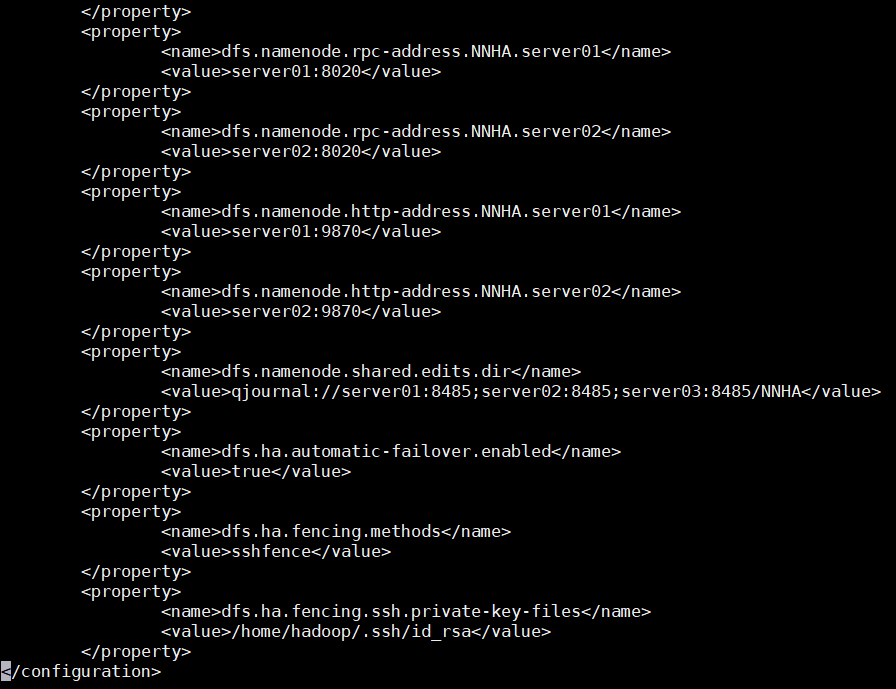 </property>
<property>
<name>dfs.namenode.rpc-address.NNHA.server01</name>
<value>server01:8020</value>
</property>
<property>
<name>dfs.namenode.rpc-address.NNHA.server02</name>
<value>server02:8020</value>
</property>
<property>
<name>dfs.namenode.http-address.NNHA.server01</name>
<value>server01:9870</value>
</property>
<property>
<name>dfs.namenode.http-address.NNHA.server02</name>
<value>server02:9870</value>
</property>
<property>
<name>dfs.namenode.shared.edits.dir</name>
<value>qjournal://server01:8485;server02:8485;server03:8485/NNHA</value>
</property>
<property>
<name>dfs.ha.automatic-failover.enabled</name>
<value>true</value>
</property>
<property>
<name>dfs.ha.fencing.methods</name>
<value>sshfence</value>
</property>
<property>
<name>dfs.ha.fencing.ssh.private-key-files</name>
<value>/home/hadoop/.ssh/id_rsa</value>
</property>
</configuration>